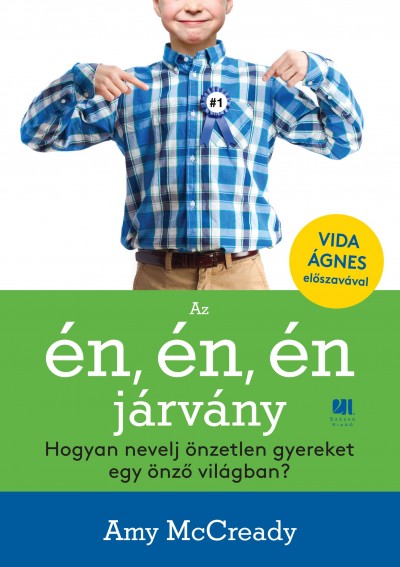 #1
VIDA
ÁGNES
előszavával
Az
én, én, én
járvány
Hogyan nevelj önzetlen gyereket
egy önző világban?
Amy McCready